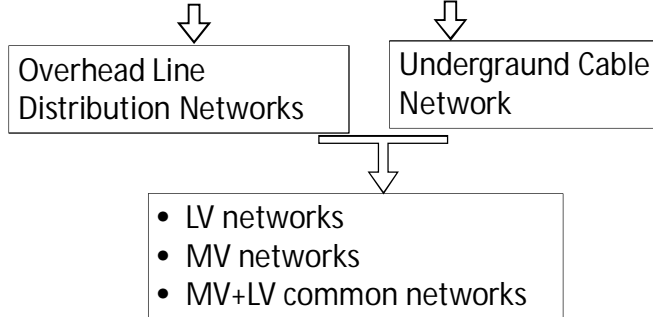 Overhead Line
Distribution Networks
Undergraund Cable
Network
• LV networks
• MV networks
• MV+LV common networks